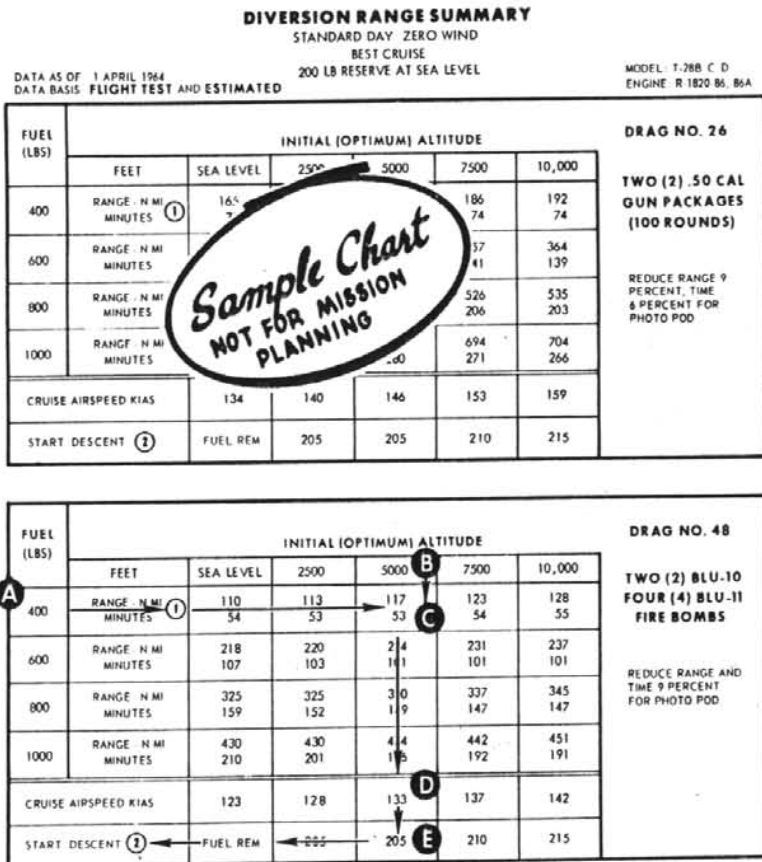 DIVERSION RANGE SUMMARY
STANDARD DAY ZERO WIND
BEST CRUISE
200 LB RESERVE AT SEA LEVEL
DATA AS OF 1 APRIL 1964
DATA BASIS FLIGHT TEST AND ESTIMATED
MODEL: T-28B C D
ENGINE: R-1820-86, 86A
FUEL (LBS)
INITIAL (OPTIMUM) ALTITUDE
FEET SEA LEVEL 2500 5000 7500 10,000
400 RANGE - N MI 165 186 192
MINUTES 1 74 74
600 RANGE - N MI 364
MINUTES 139
800 RANGE - N MI 526 535
MINUTES 206 203
1000 RANGE - N MI 694 704
MINUTES 271 266
CRUISE AIRSPEED KIAS 134 140 146 153 159
START DESCENT 2 FUEL REM 205 205 210 215
DRAG NO. 26
TWO (2) .50 CAL
GUN PACKAGES
(100 ROUNDS)
REDUCE RANGE 9
PERCENT, TIME
6 PERCENT FOR
PHOTO POD
Sample Chart
NOT FOR MISSION
PLANNING
FUEL (LBS)
INITIAL (OPTIMUM) ALTITUDE
B
FEET SEA LEVEL 2500 5000 7500 10,000
A
400 RANGE - N MI 110 113 117 123 128
MINUTES 1 54 53 53 C 54 55
600 RANGE - N MI 218 220 231 237
MINUTES 107 103 101 101
800 RANGE - N MI 325 325 337 345
MINUTES 159 152 147 147
1000 RANGE - N MI 430 430 442 451
MINUTES 210 201 192 191
D
CRUISE AIRSPEED KIAS 123 128 133 137 142
START DESCENT 2 FUEL REM 205 205 E 210 215
DRAG NO. 48
TWO (2) BLU-10
FOUR (4) BLU-11
FIRE BOMBS
REDUCE RANGE AND
TIME 9 PERCENT
FOR PHOTO POD